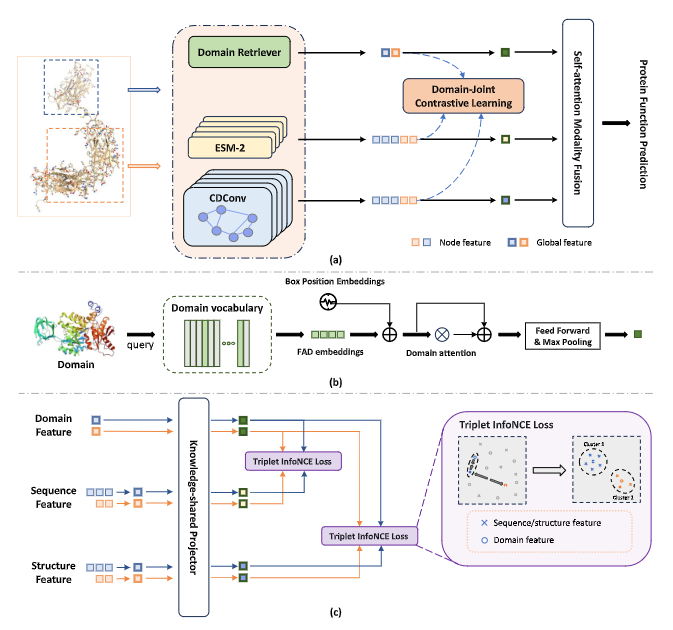 Domain Retriever
ESM-2
CDConv
Domain-Joint
Contrastive Learning
Self-attention Modality
Fusion
Protein Function Prediction
Node feature
Global feature
(a)
Domain
query
Domain vocabulary
Box Position Embeddings
FAD embeddings
Domain attention
Feed Forward
& Max Pooling
(b)
Domain
Feature
Sequence
Feature
Structure
Feature
Knowledge-shared Projector
Triplet InfoNCE Loss
Triplet InfoNCE Loss
Triplet InfoNCE Loss
Cluster 2
Sequence/structure feature
Domain feature
(c)